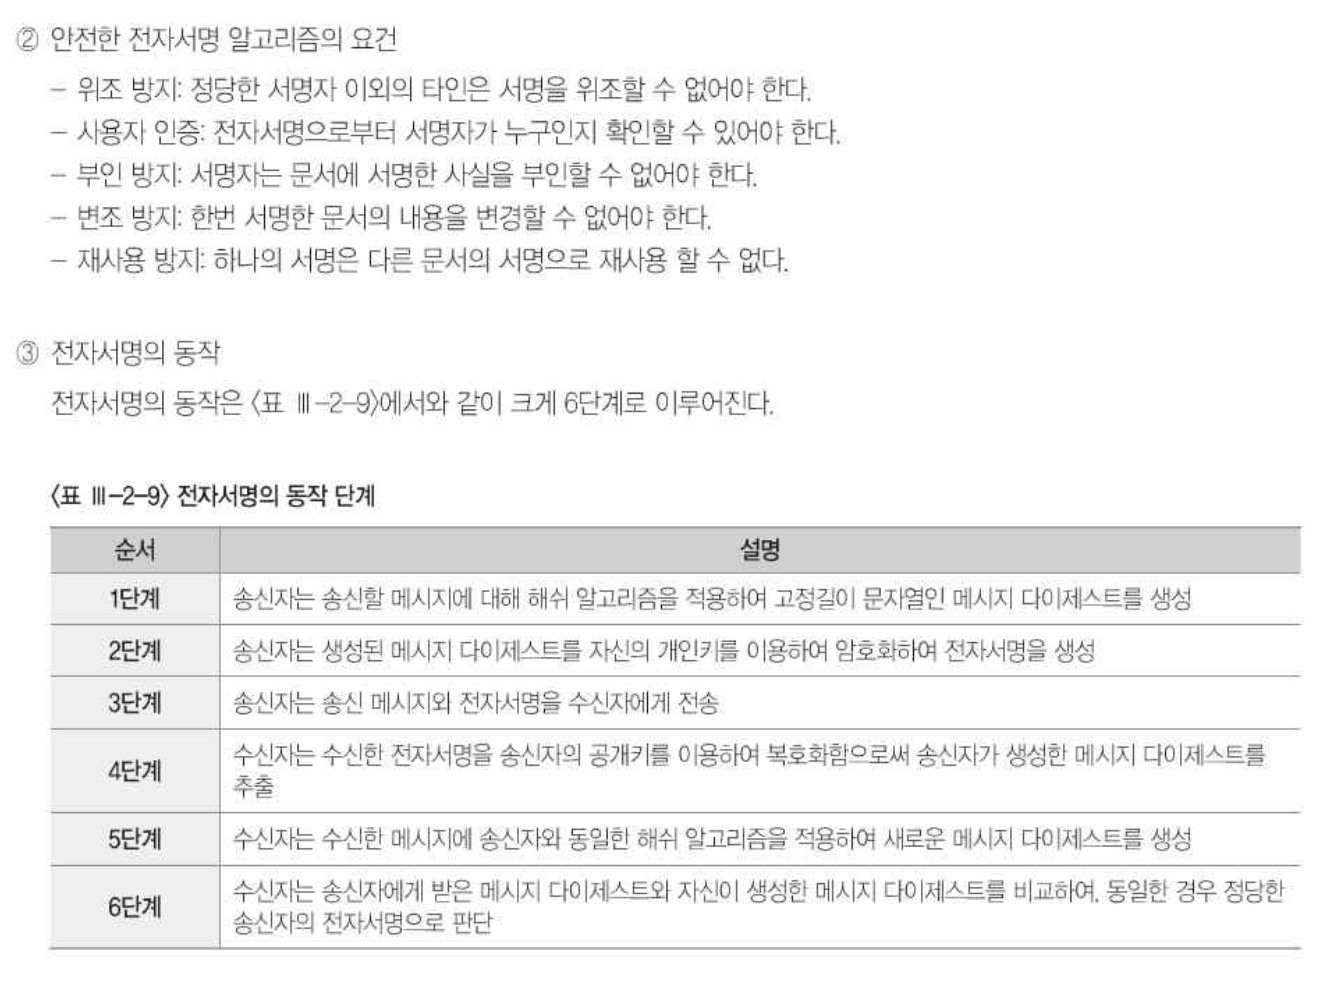 ② 안전한 전자서명 알고리즘의 요건
– 위조 방지: 정당한 서명자 이외의 타인은 서명을 위조할 수 없어야 한다.
– 사용자 인증: 전자서명으로부터 서명자가 누구인지 확인할 수 있어야 한다.
– 부인 방지: 서명자는 문서에 서명한 사실을 부인할 수 없어야 한다.
– 변조 방지: 한번 서명한 문서의 내용을 변경할 수 없어야 한다.
– 재사용 방지: 하나의 서명은 다른 문서의 서명으로 재사용 할 수 없다.
③ 전자서명의 동작
전자서명의 동작은 〈표 Ⅲ-2-9〉에서와 같이 크게 6단계로 이루어진다.
〈표 Ⅲ-2-9〉 전자서명의 동작 단계
순서 설명
1단계 송신자는 송신할 메시지에 대해 해쉬 알고리즘을 적용하여 고정길이 문자열인 메시지 다이제스트를 생성
2단계 송신자는 생성된 메시지 다이제스트를 자신의 개인키를 이용하여 암호화하여 전자서명을 생성
3단계 송신자는 송신 메시지와 전자서명을 수신자에게 전송
4단계 수신자는 수신한 전자서명을 송신자의 공개키를 이용하여 복호화함으로써 송신자가 생성한 메시지 다이제스트를
추출
5단계 수신자는 수신한 메시지에 송신자와 동일한 해쉬 알고리즘을 적용하여 새로운 메시지 다이제스트를 생성
6단계 수신자는 송신자에게 받은 메시지 다이제스트와 자신이 생성한 메시지 다이제스트를 비교하여, 동일한 경우 정당한
송신자의 전자서명으로 판단